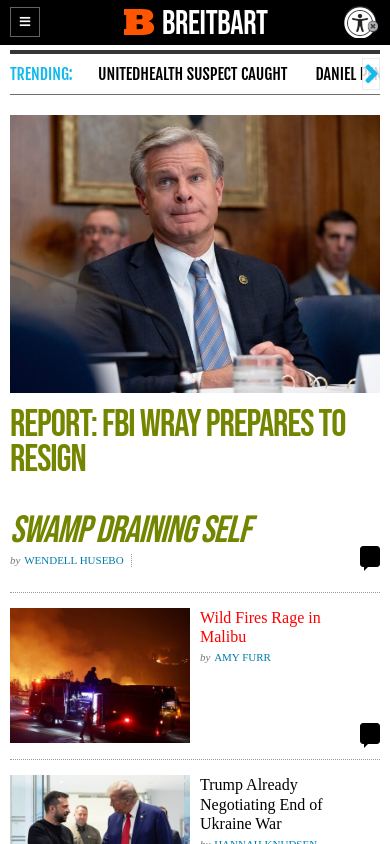 BREITBART
TRENDING:
UNITEDHEALTH SUSPECT CAUGHT
DANIEL
REPORT: FBI WRAY PREPARES TO
RESIGN
SWAMP DRAINING SELF
by WENDELL HUSEBO
Wild Fires Rage in
Malibu
by AMY FURR
Trump Already
Negotiating End of
Ukraine War
by HANNAH KNUDSEN